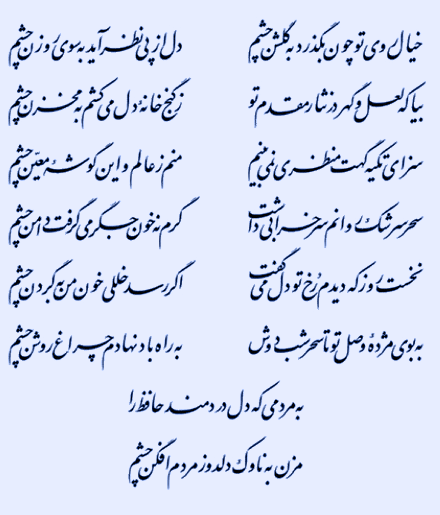 خیال روی تو چون بگذرد به گلشن چشم دل از پی نظر آید به سوی روزن چشم
بیا که لعل و گهر در نثار مقدم تو ز گنج خانه دل می کشم به مخزن چشم
سزای تکیه گهت منظری نمی بینم منم ز عالم و این گوشهٔ معیّن چشم
سحر سرشک روانم سر خرابی داشت گرم نه خون جگر می گرفت دامن چشم
نخست روز که دیدم رخ تو دل می گفت اگر رسد خللی خون من به گردن چشم
به بوی مژدهٔ وصل تو تا سحر شب دوش به راه باد نهادم چراغ روشن چشم
به مردمی که دل دردمند حافظ را
مزن به ناوک دلدوز مردم افکن چشم